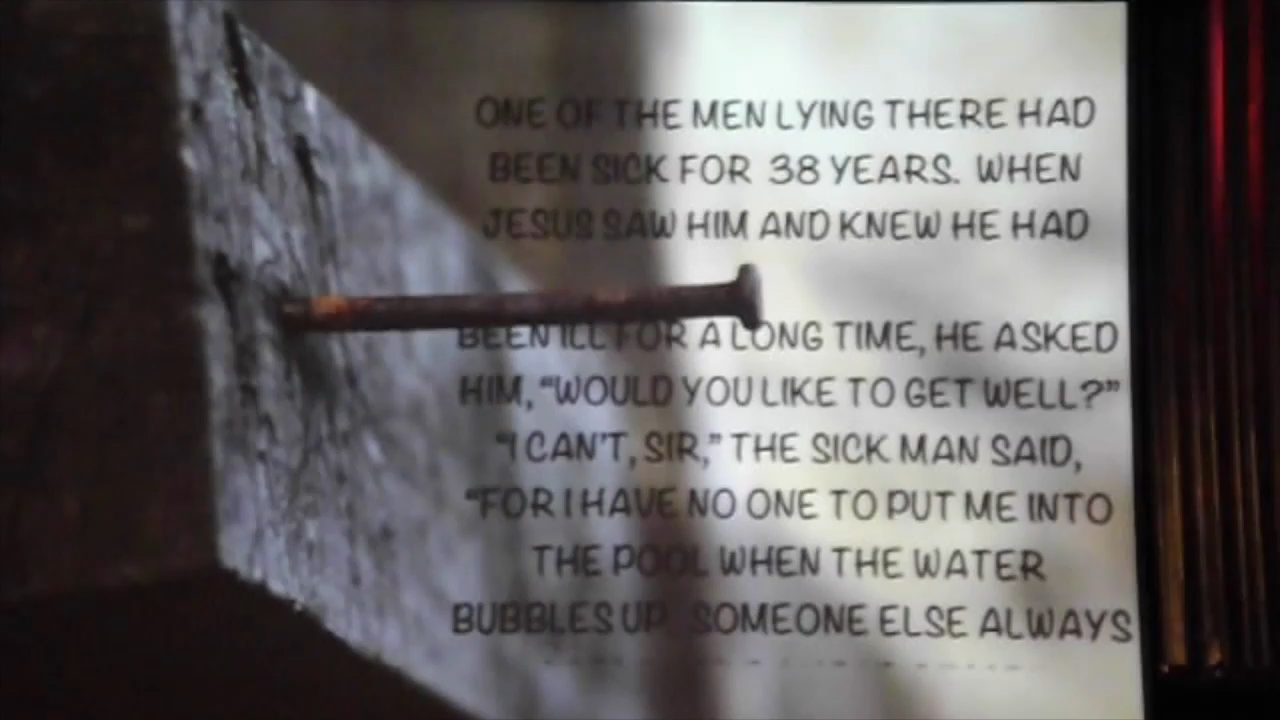 ONE OF THE MEN LYING THERE HAD
BEEN SICK FOR 38 YEARS. WHEN
JESUS SAW HIM AND KNEW HE HAD
BEEN ILL FOR A LONG TIME, HE ASKED
HIM, “WOULD YOU LIKE TO GET WELL?”
“I CAN'T, SIR,” THE SICK MAN SAID,
“FOR I HAVE NO ONE TO PUT ME INTO
THE POOL WHEN THE WATER
BUBBLES UP. SOMEONE ELSE ALWAYS